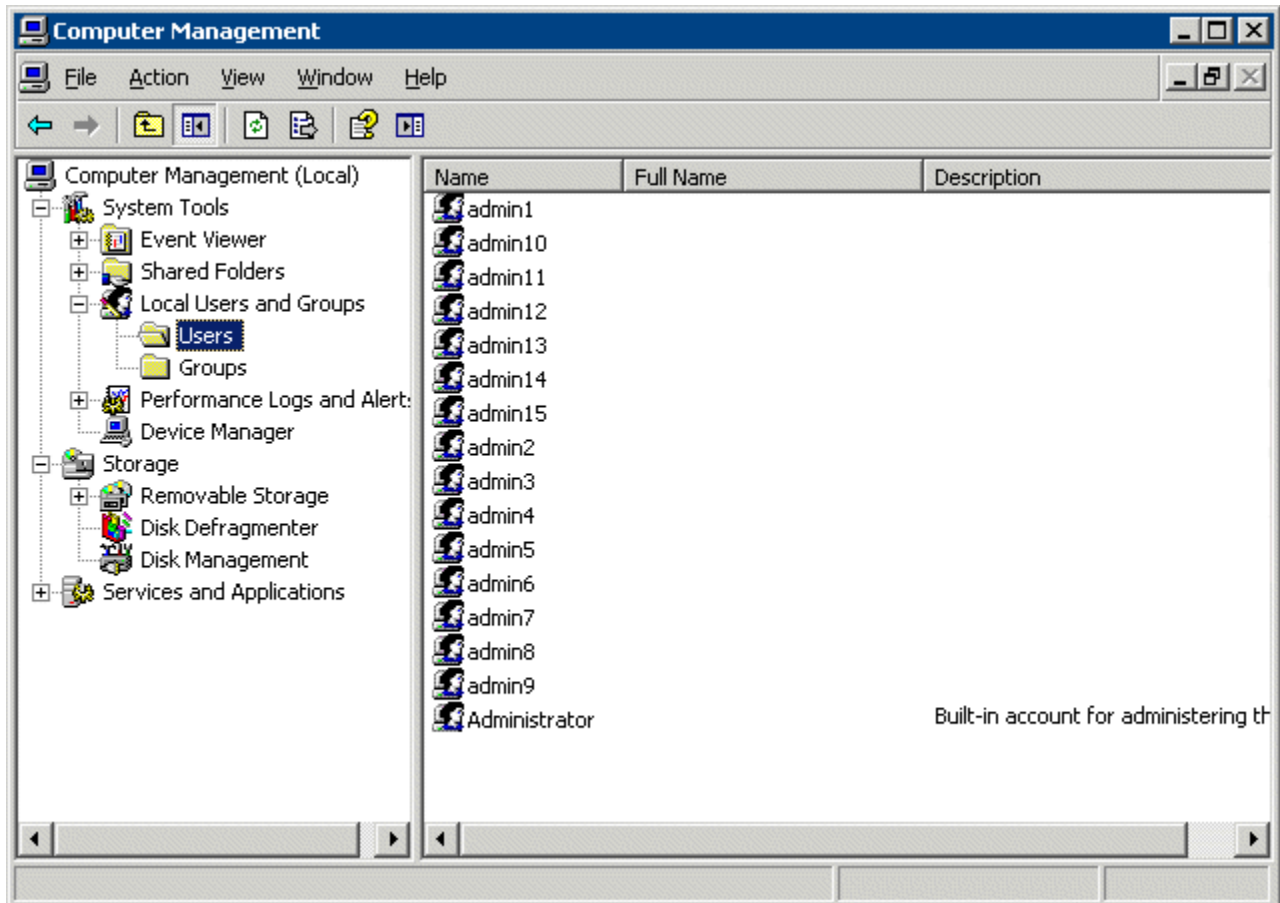 Computer Management
File Action View Window Help
Computer Management (Local)
System Tools
Event Viewer
Shared Folders
Local Users and Groups
Users
Groups
Performance Logs and Alert
Device Manager
Storage
Removable Storage
Disk Defragmenter
Disk Management
Services and Applications
Name Full Name Description
admin1
admin10
admin11
admin12
admin13
admin14
admin15
admin2
admin3
admin4
admin5
admin6
admin7
admin8
admin9
Administrator Built-in account for administering th